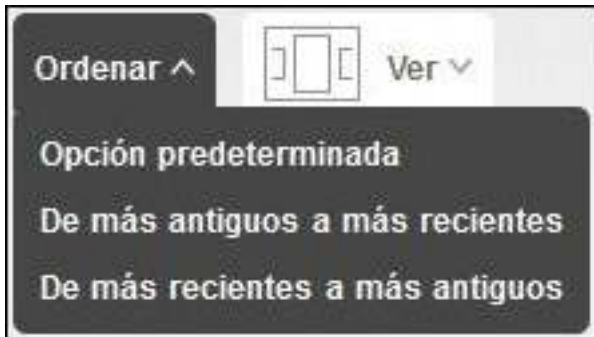 Ordenar Ver
Opción predeterminada
De más antiguos a más recientes
De más recientes a más antiguos